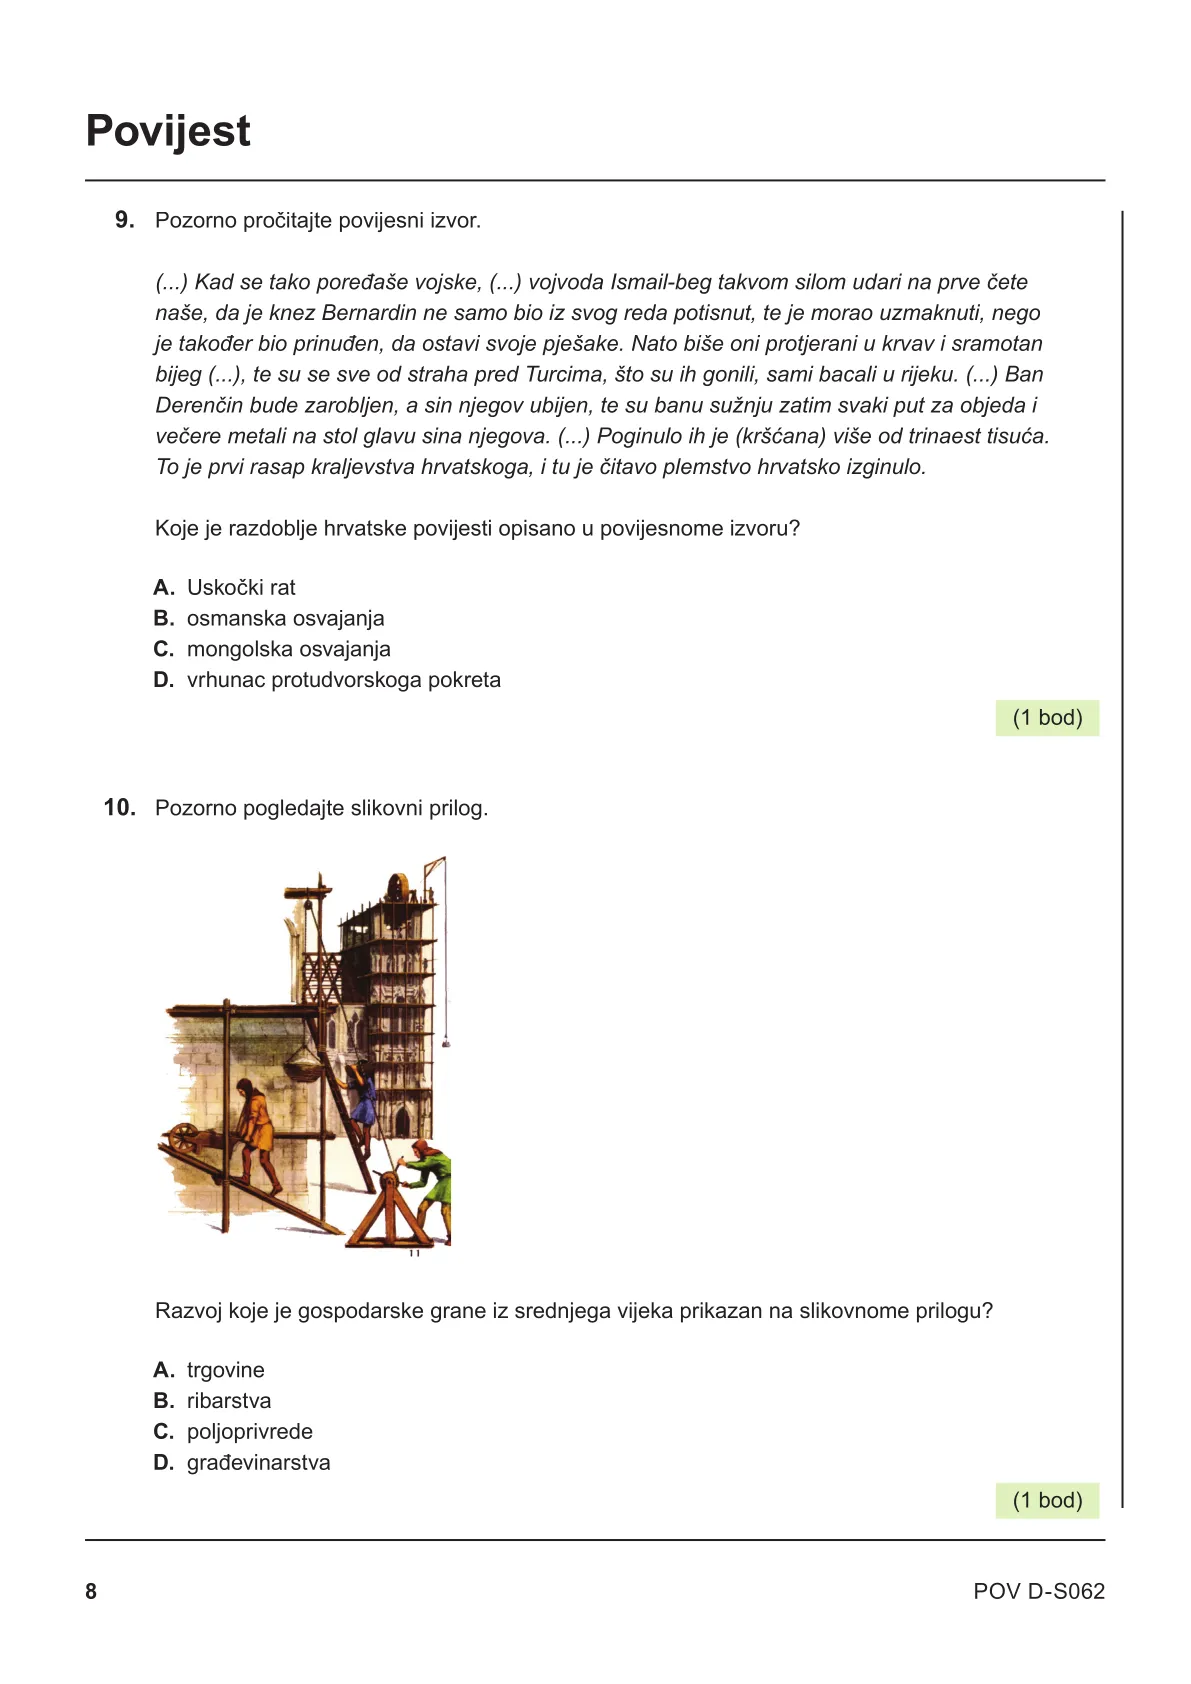 Povijest
9. Pozorno pročitajte povijesni izvor.
(...) Kad se tako poređaše vojske, (...) vojvoda Ismail-beg takvom silom udari na prve čete
naše, da je knez Bernardin ne samo bio iz svog reda potisnut, te je morao uzmaknuti, nego
je također bio prinuđen, da ostavi svoje pješake. Nato biše oni protjerani u krvav i sramotan
bijeg (...), te su se sve od straha pred Turcima, što su ih gonili, sami bacali u rijeku. (...) Ban
Derenčin bude zarobljen, a sin njegov ubijen, te su banu sužnju zatim svaki put za objeda i
večere metali na stol glavu sina njegova. (...) Poginulo ih je (kršćana) više od trinaest tisuća.
To je prvi rasap kraljevstva hrvatskoga, i tu je čitavo plemstvo hrvatsko izginulo.
Koje je razdoblje hrvatske povijesti opisano u povijesnome izvoru?
A. Uskočki rat
B. osmanska osvajanja
C. mongolska osvajanja
D. vrhunac protudvorskoga pokreta
(1 bod)
10. Pozorno pogledajte slikovni prilog.
11
Razvoj koje je gospodarske grane iz srednjega vijeka prikazan na slikovnome prilogu?
A. trgovine
B. ribarstva
C. poljoprivrede
D. građevinarstva
(1 bod)
8
POV D-S062